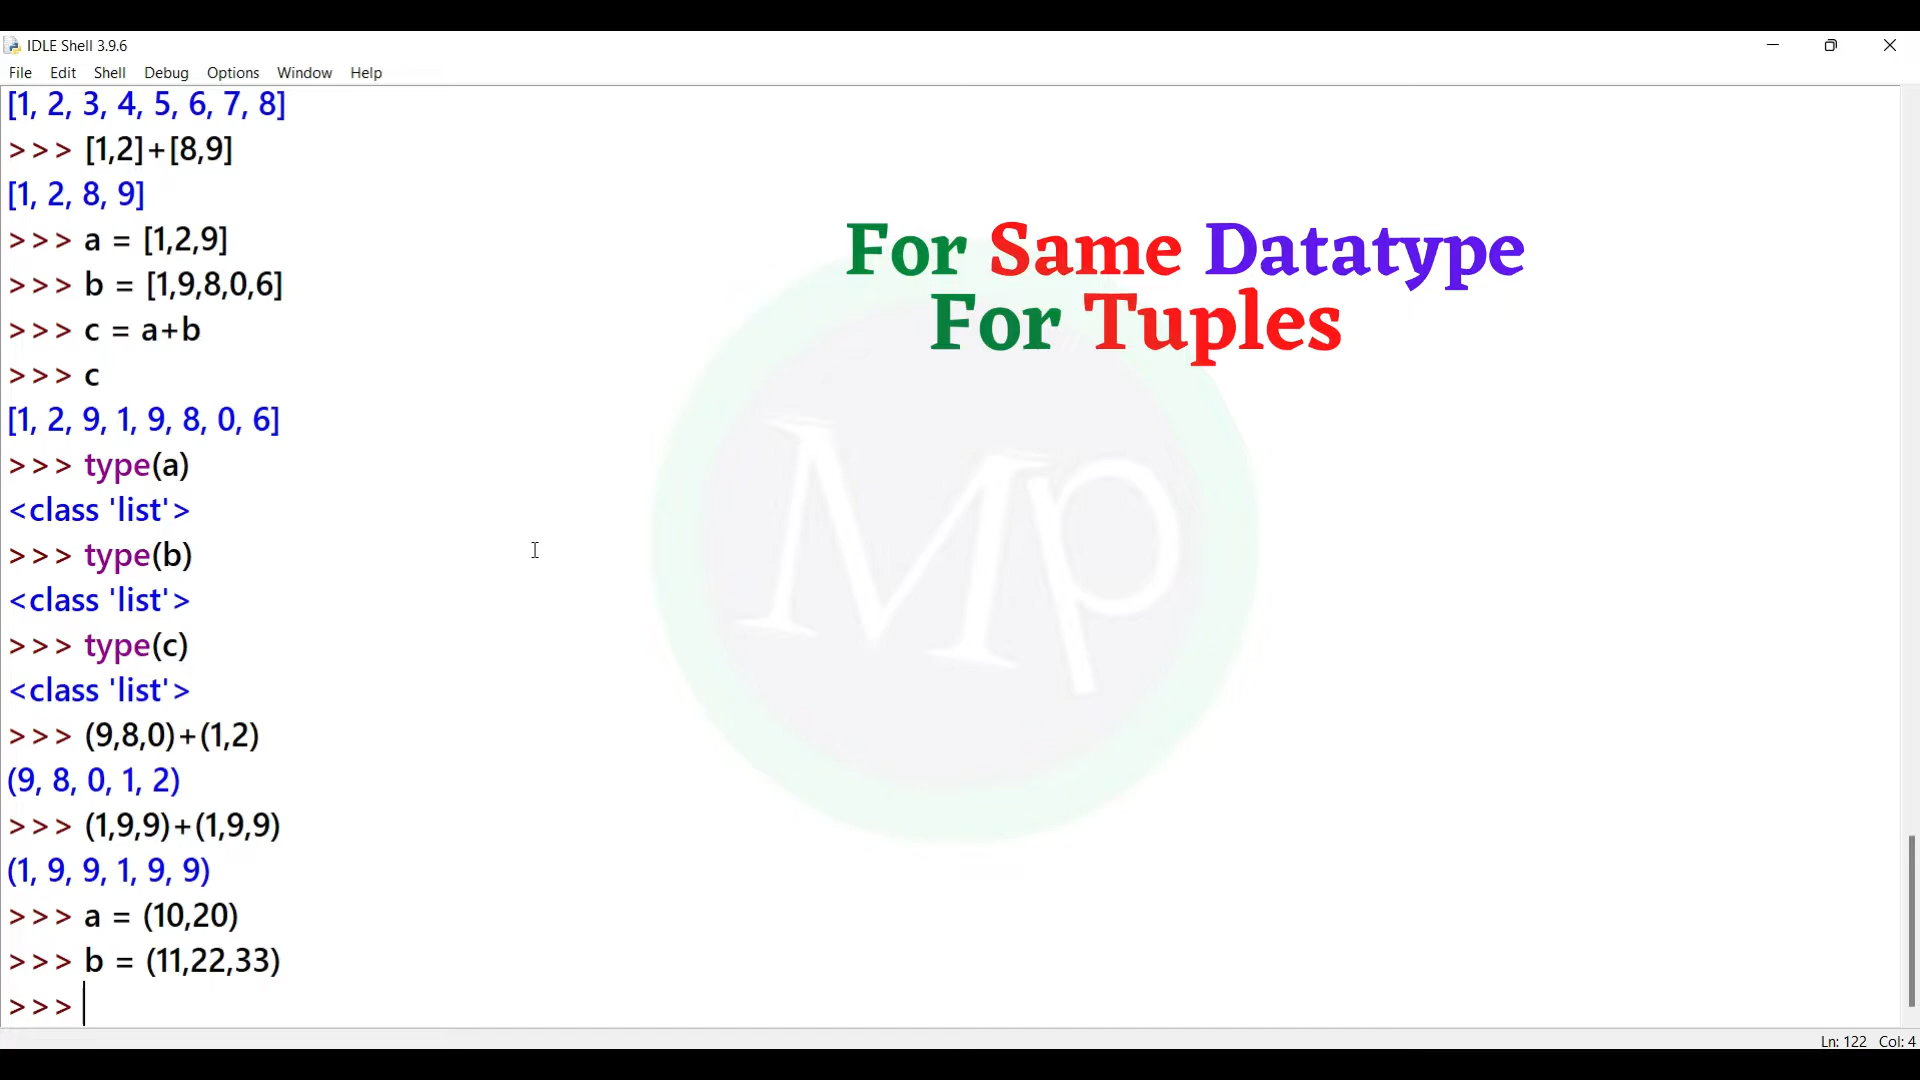 IDLE Shell 3.9.6
File Edit Shell Debug Options Window Help
[1, 2, 3, 4, 5, 6, 7, 8]
>>> [1,2]+[8,9]
[1, 2, 8, 9]
>>> a = [1,2,9]
>>> b = [1,9,8,0,6]
>>> c = a+b
>>> c
[1, 2, 9, 1, 9, 8, 0, 6]
>>> type(a)
<class 'list'>
>>> type(b)
<class 'list'>
>>> type(c)
<class 'list'>
>>> (9,8,0)+(1,2)
(9, 8, 0, 1, 2)
>>> (1,9,9)+(1,9,9)
(1, 9, 9, 1, 9, 9)
>>> a = (10,20)
>>> b = (11,22,33)
>>>
For Same Datatype
For Tuples
Mp
Ln: 122 Col: 4